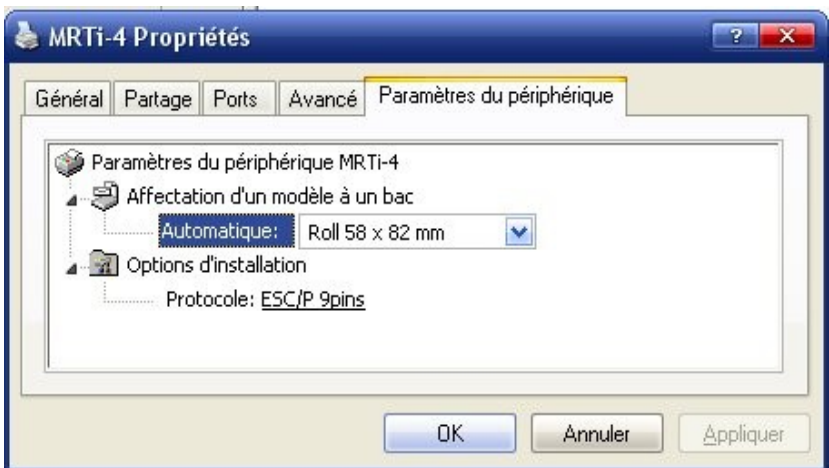 MRTi-4 Propriétés
Général Partage Ports Avancé Paramètres du périphérique
Paramètres du périphérique MRTi-4
Affectation d'un modèle à un bac
Automatique: Roll 58 x 82 mm
Options d'installation
Protocole: ESC/P 9pins
OK Annuler Appliquer